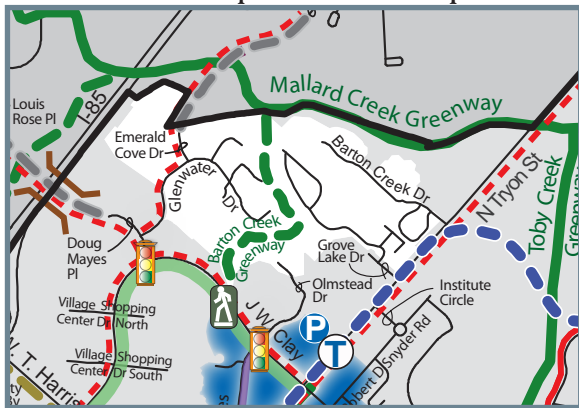 Mallard Creek Greenway
Louis
Rose Pl
I-85
Emerald
Cove Dr
Glenwater
Dr
Barton Creek Dr
N Tryon St
Toby Creek
Greenway
Barton Creek
Greenway
Doug
Mayes
Pl
Grove
Lake Dr
Olmstead
Dr
Institute
Circle
Village Shopping
Center Dr North
J W Clay
P
T
Snyder Rd
Village Shopping
Center Dr South
W. T. Harris